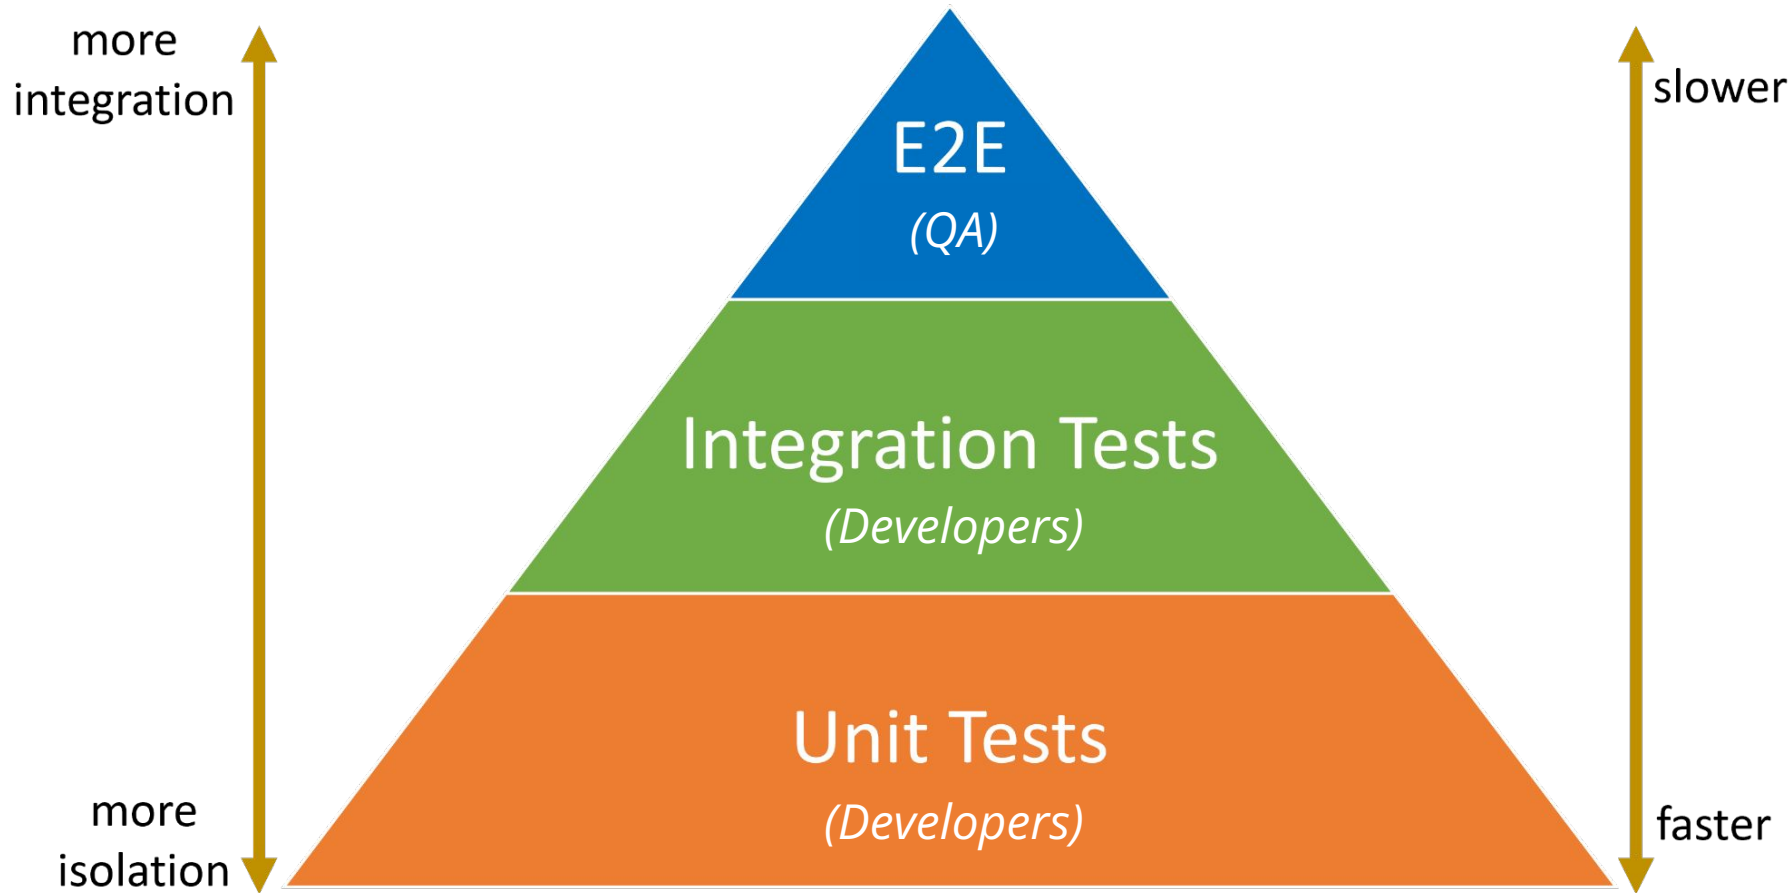 more
integration
slower
E2E
(QA)
Integration Tests
(Developers)
Unit Tests
(Developers)
more
isolation
faster